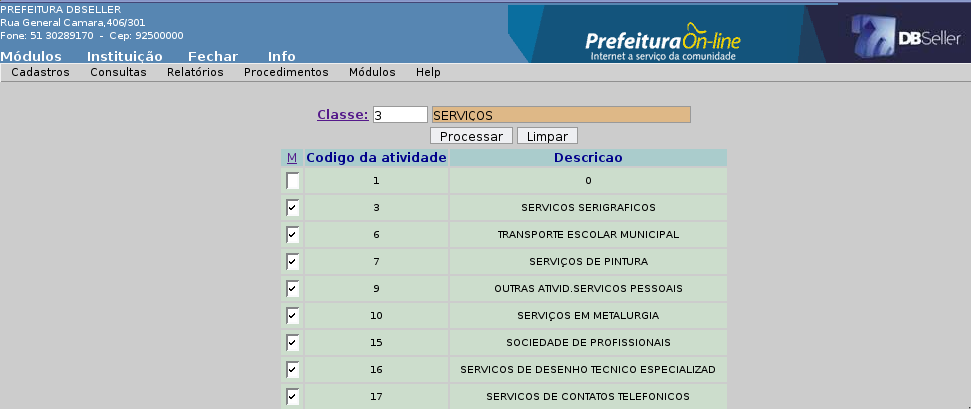 PREFEITURA DBSELLER
Rua General Camara,406/301
Fone: 51 30289170 - Cep: 92500000
Prefeitura On-line
Internet a serviço da comunidade
DBSeller
Módulos Instituição Fechar Info
Cadastros Consultas Relatórios Procedimentos Módulos Help
Classe: 3 SERVIÇOS
Processar Limpar
M Codigo da atividade Descricao
1 0
3 SERVICOS SERIGRAFICOS
6 TRANSPORTE ESCOLAR MUNICIPAL
7 SERVIÇOS DE PINTURA
9 OUTRAS ATIVID.SERVICOS PESSOAIS
10 SERVIÇOS EM METALURGIA
15 SOCIEDADE DE PROFISSIONAIS
16 SERVICOS DE DESENHO TECNICO ESPECIALIZAD
17 SERVICOS DE CONTATOS TELEFONICOS